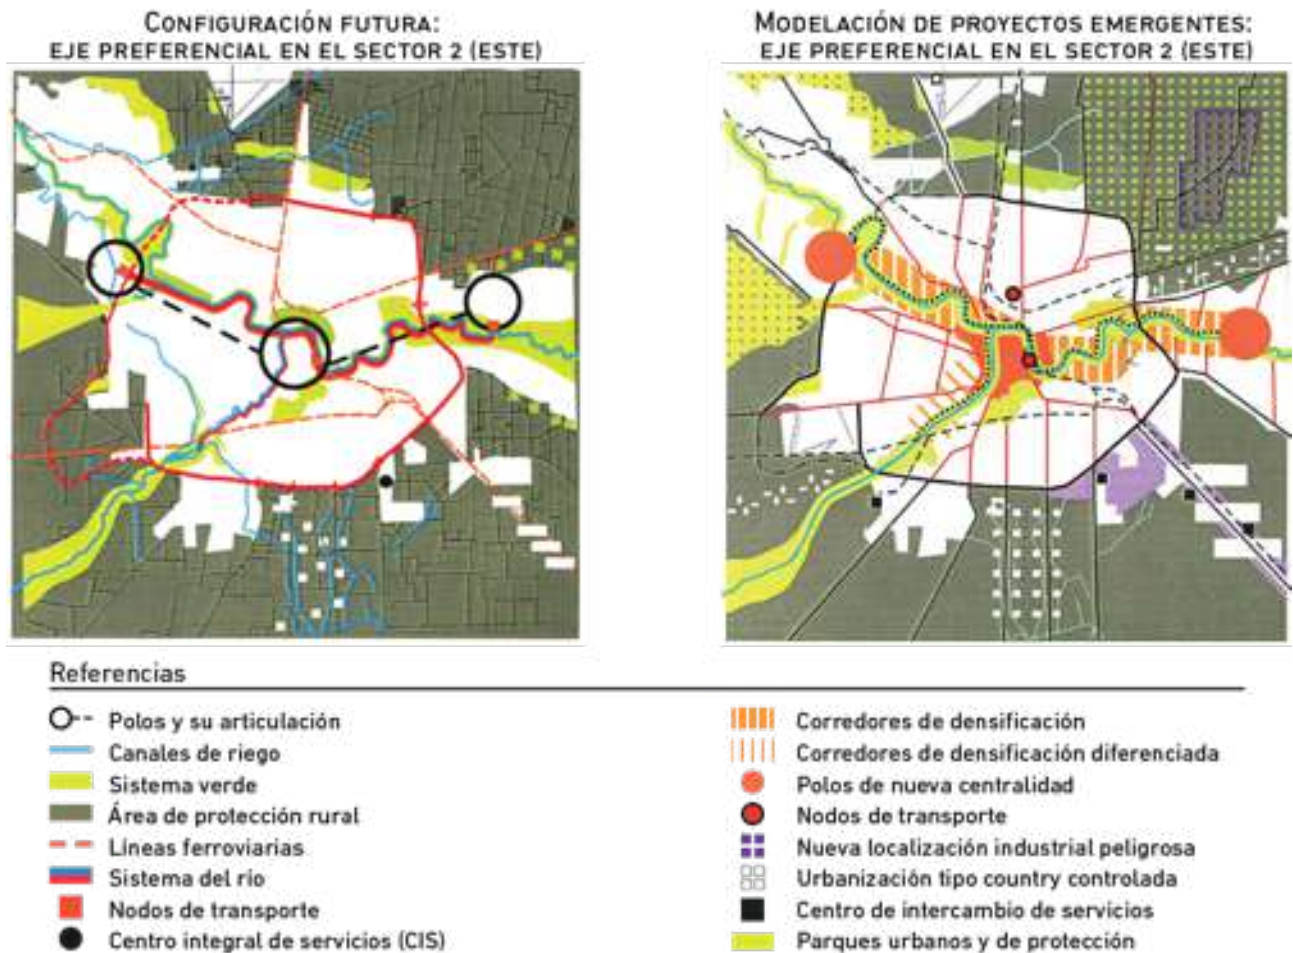 CONFIGURACIÓN FUTURA:
EJE PREFERENCIAL EN EL SECTOR 2 (ESTE)
MODELACIÓN DE PROYECTOS EMERGENTES:
EJE PREFERENCIAL EN EL SECTOR 2 (ESTE)
Referencias
Polos y su articulación
Canales de riego
Sistema verde
Área de protección rural
Líneas ferroviarias
Sistema del río
Nodos de transporte
Centro integral de servicios (CIS)
Corredores de densificación
Corredores de densificación diferenciada
Polos de nueva centralidad
Nodos de transporte
Nueva localización industrial peligrosa
Urbanización tipo country controlada
Centro de intercambio de servicios
Parques urbanos y de protección